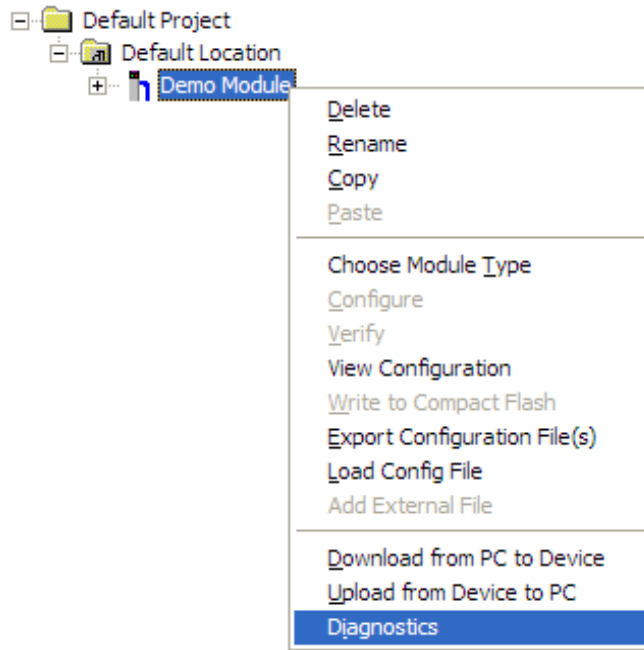 Default Project
Default Location
Demo Module
Delete
Rename
Copy
Paste
Choose Module Type
Configure
Verify
View Configuration
Write to Compact Flash
Export Configuration File(s)
Load Config File
Add External File
Download from PC to Device
Upload from Device to PC
Diagnostics